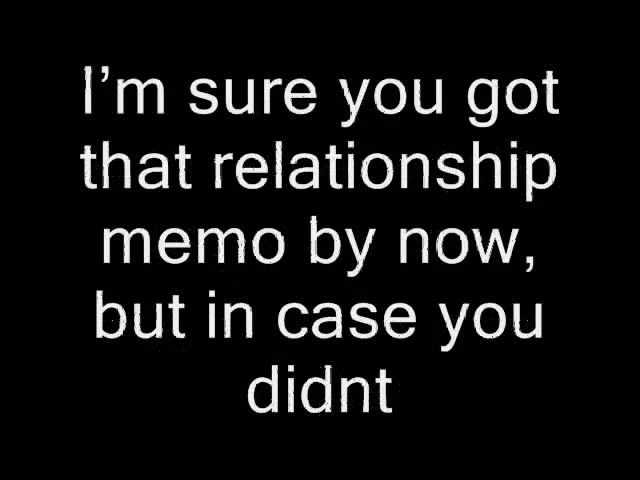 I’m sure you got
that relationship
memo by now,
but in case you
didnt